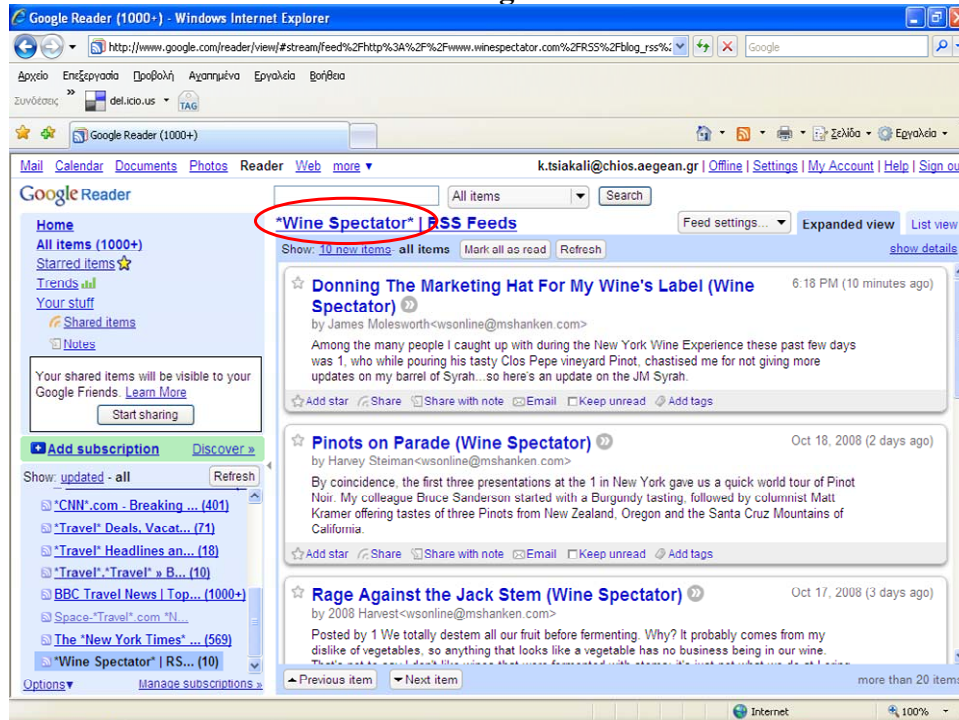 Google Reader (1000+) - Windows Internet Explorer
http://www.google.com/reader/view/#stream/feed%2Fhttp%3A%2F%2Fwww.winespectator.com%2FRSS%2Fblog_rss%:
Google
Αρχείο Επεξεργασία Προβολή Αγαπημένα Εργαλεία Βοήθεια
Συνδέσεις » del.icio.us TAG
Google Reader (1000+) Σελίδα Εργαλεία
Mail Calendar Documents Photos Reader Web more ▼ k.tsiakali@chios.aegean.gr | Offline | Settings | My Account | Help | Sign ou
Google Reader All items Search
Home
All items (1000+)
Starred items
Trends
Your stuff
Shared items
Notes
Your shared items will be visible to your
Google Friends. Learn More
Start sharing
Add subscription Discover »
Show: updated - all Refresh
*CNN*.com - Breaking ... (401)
*Travel* Deals, Vacat... (71)
*Travel* Headlines an... (18)
*Travel*,*Travel* » B... (10)
BBC Travel News | Top... (1000+)
Space-*Travel*.com *N...
The *New York Times* ... (569)
*Wine Spectator* | RS... (10)
Options▼ Manage subscriptions »
*Wine Spectator* | RSS Feeds Feed settings... ▼ Expanded view List view
Show: 10 new items- all items Mark all as read Refresh show details
Donning The Marketing Hat For My Wine's Label (Wine 6:18 PM (10 minutes ago)
Spectator)
by James Molesworth<wsonline@mshanken.com>
Among the many people I caught up with during the New York Wine Experience these past few days
was 1, who while pouring his tasty Clos Pepe vineyard Pinot, chastised me for not giving more
updates on my barrel of Syrah...so here's an update on the JM Syrah.
Add star Share Share with note Email Keep unread Add tags
Pinots on Parade (Wine Spectator) Oct 18, 2008 (2 days ago)
by Harvey Steiman<wsonline@mshanken.com>
By coincidence, the first three presentations at the 1 in New York gave us a quick world tour of Pinot
Noir. My colleague Bruce Sanderson started with a Burgundy tasting, followed by columnist Matt
Kramer offering tastes of three Pinots from New Zealand, Oregon and the Santa Cruz Mountains of
California.
Add star Share Share with note Email Keep unread Add tags
Rage Against the Jack Stem (Wine Spectator) Oct 17, 2008 (3 days ago)
by 2008 Harvest<wsonline@mshanken.com>
Posted by 1 We totally destem all our fruit before fermenting. Why? It probably comes from my
dislike of vegetables, so anything that looks like a vegetable has no business being in our wine.
Previous item Next item more than 20 items
Internet 100%